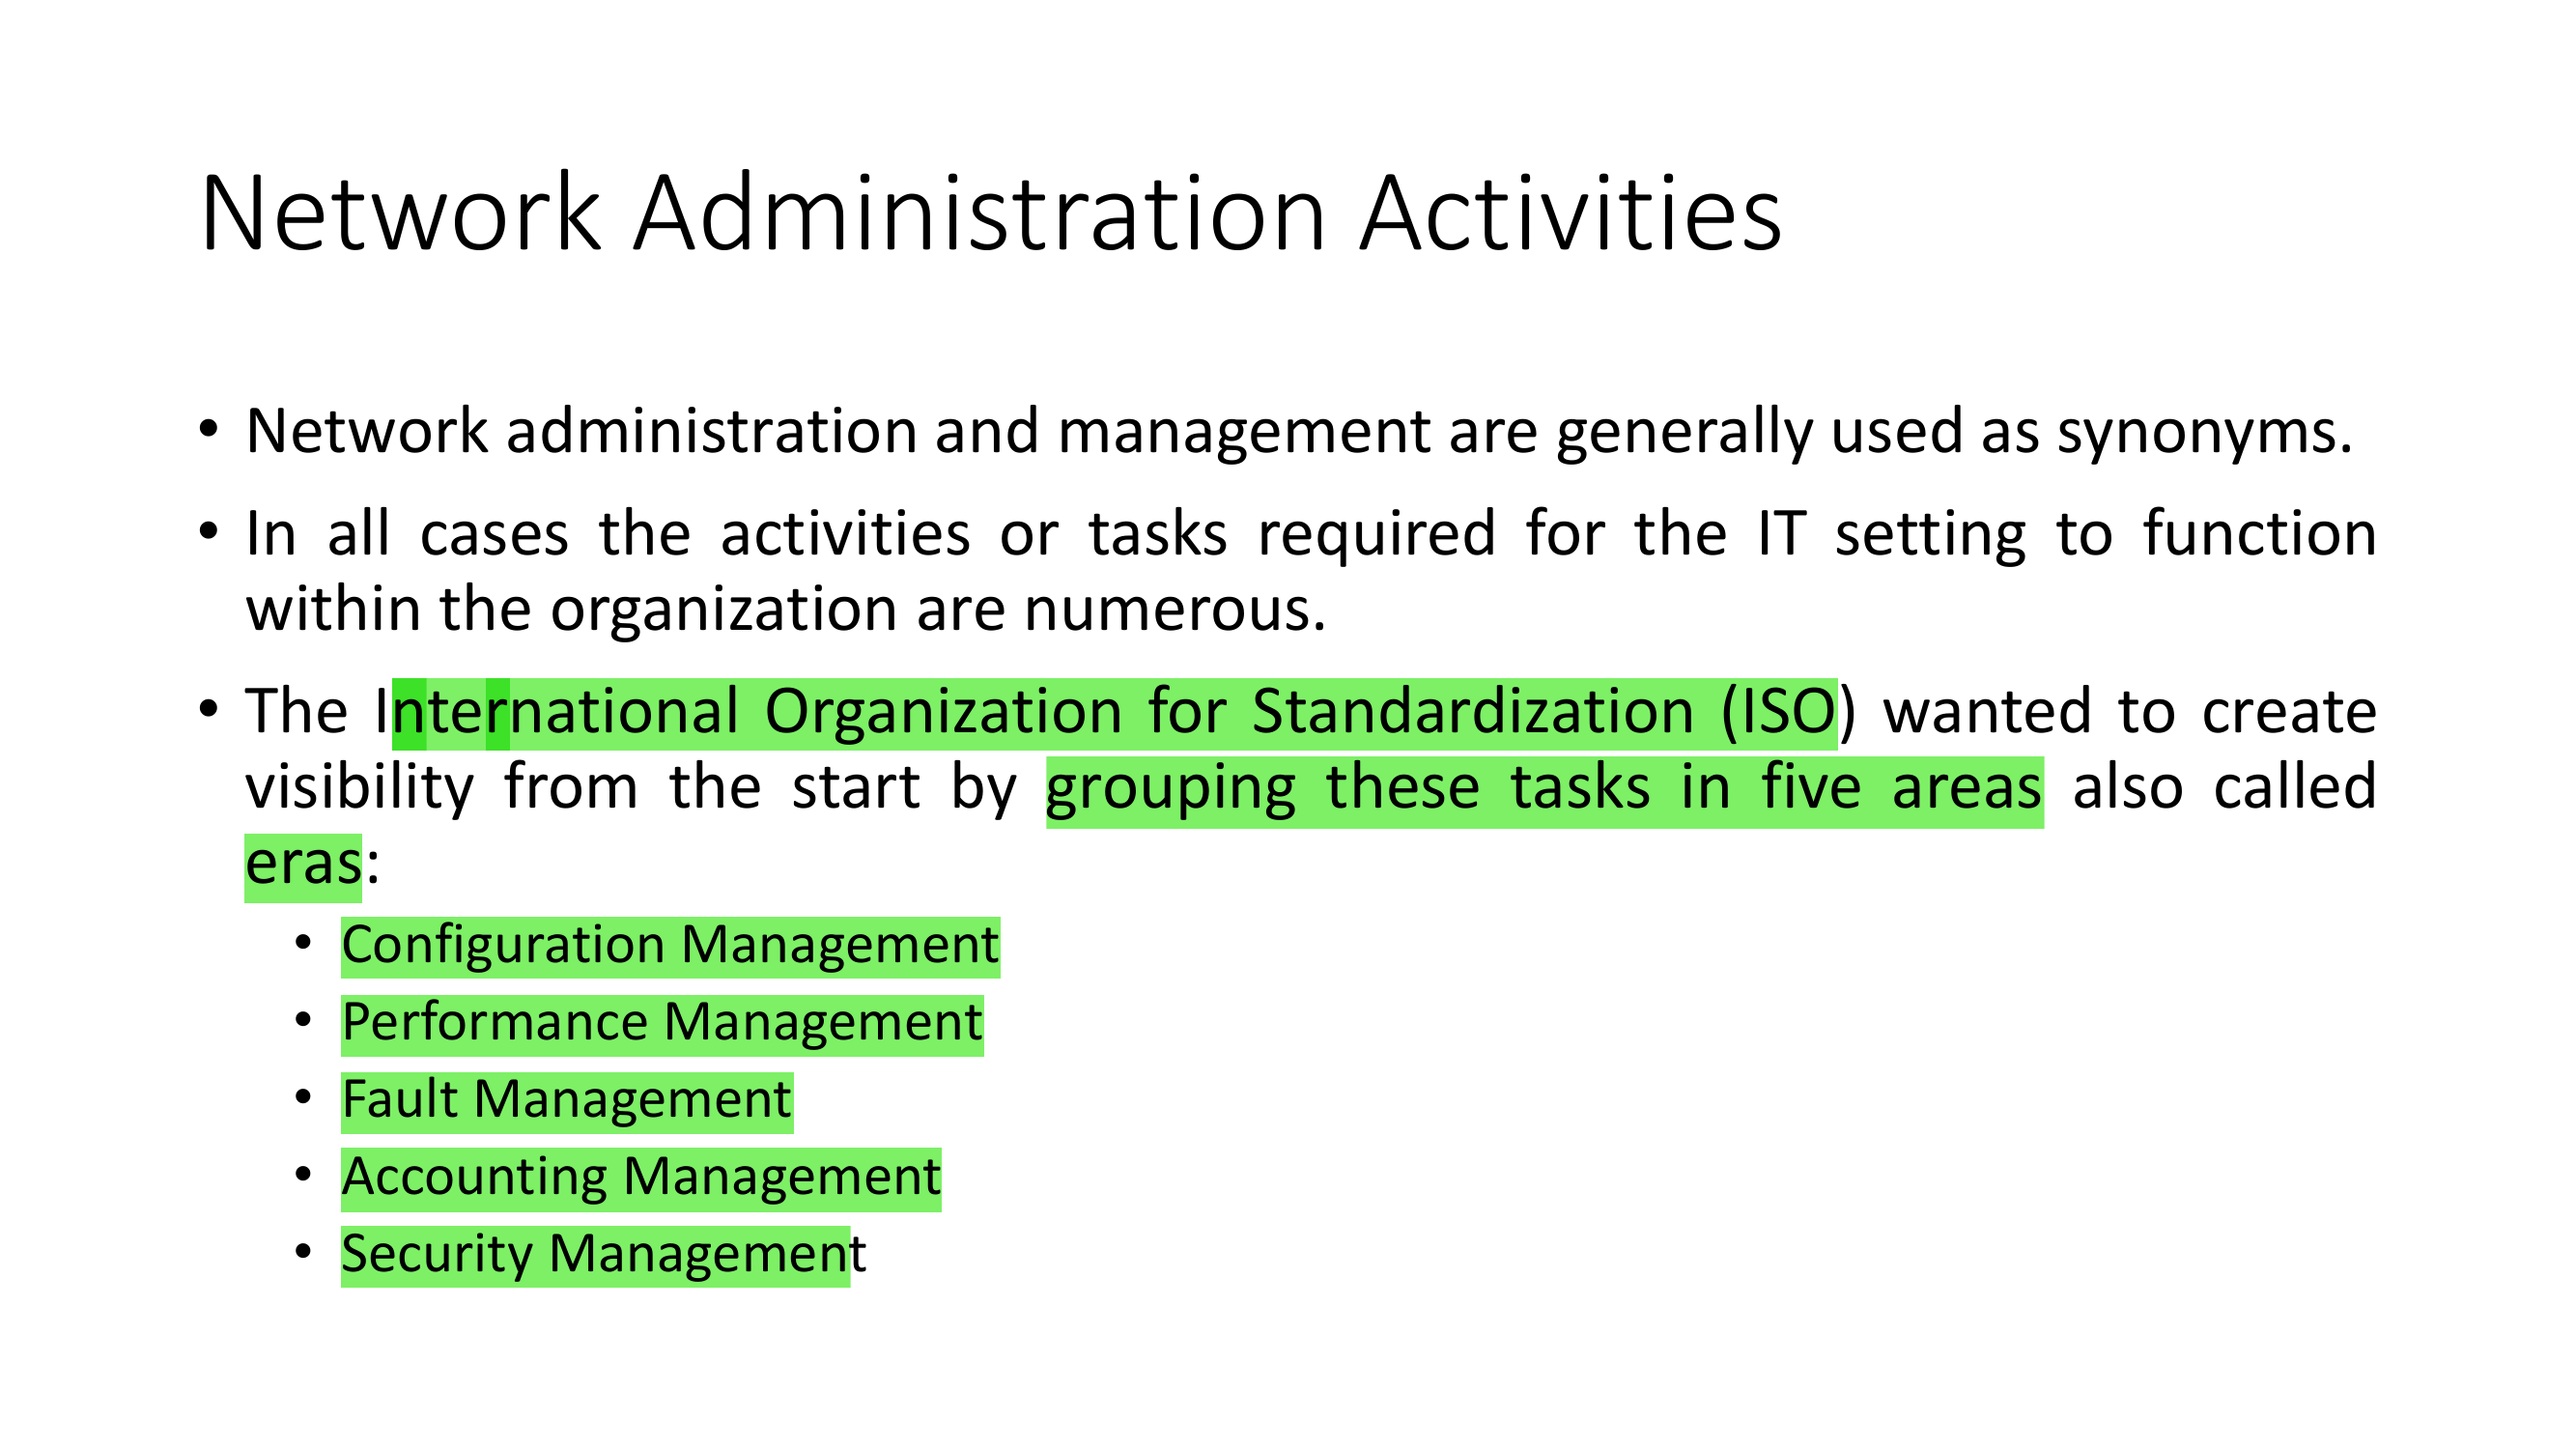 Network Administration Activities
• Network administration and management are generally used as synonyms.
• In all cases the activities or tasks required for the IT setting to function
within the organization are numerous.
• The International Organization for Standardization (ISO) wanted to create
visibility from the start by grouping these tasks in five areas also called
eras:
• Configuration Management
• Performance Management
• Fault Management
• Accounting Management
• Security Management